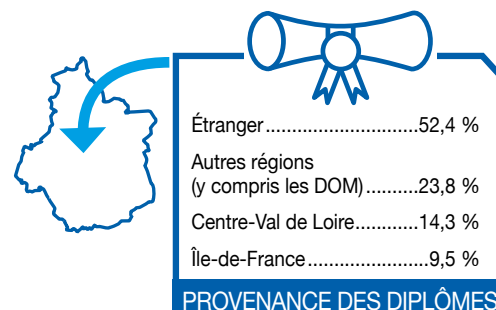 Étranger............................52,4 %
Autres régions
(y compris les DOM)..........23,8 %
Centre-Val de Loire............14,3 %
Île-de-France......................9,5 %
PROVENANCE DES DIPLÔMES